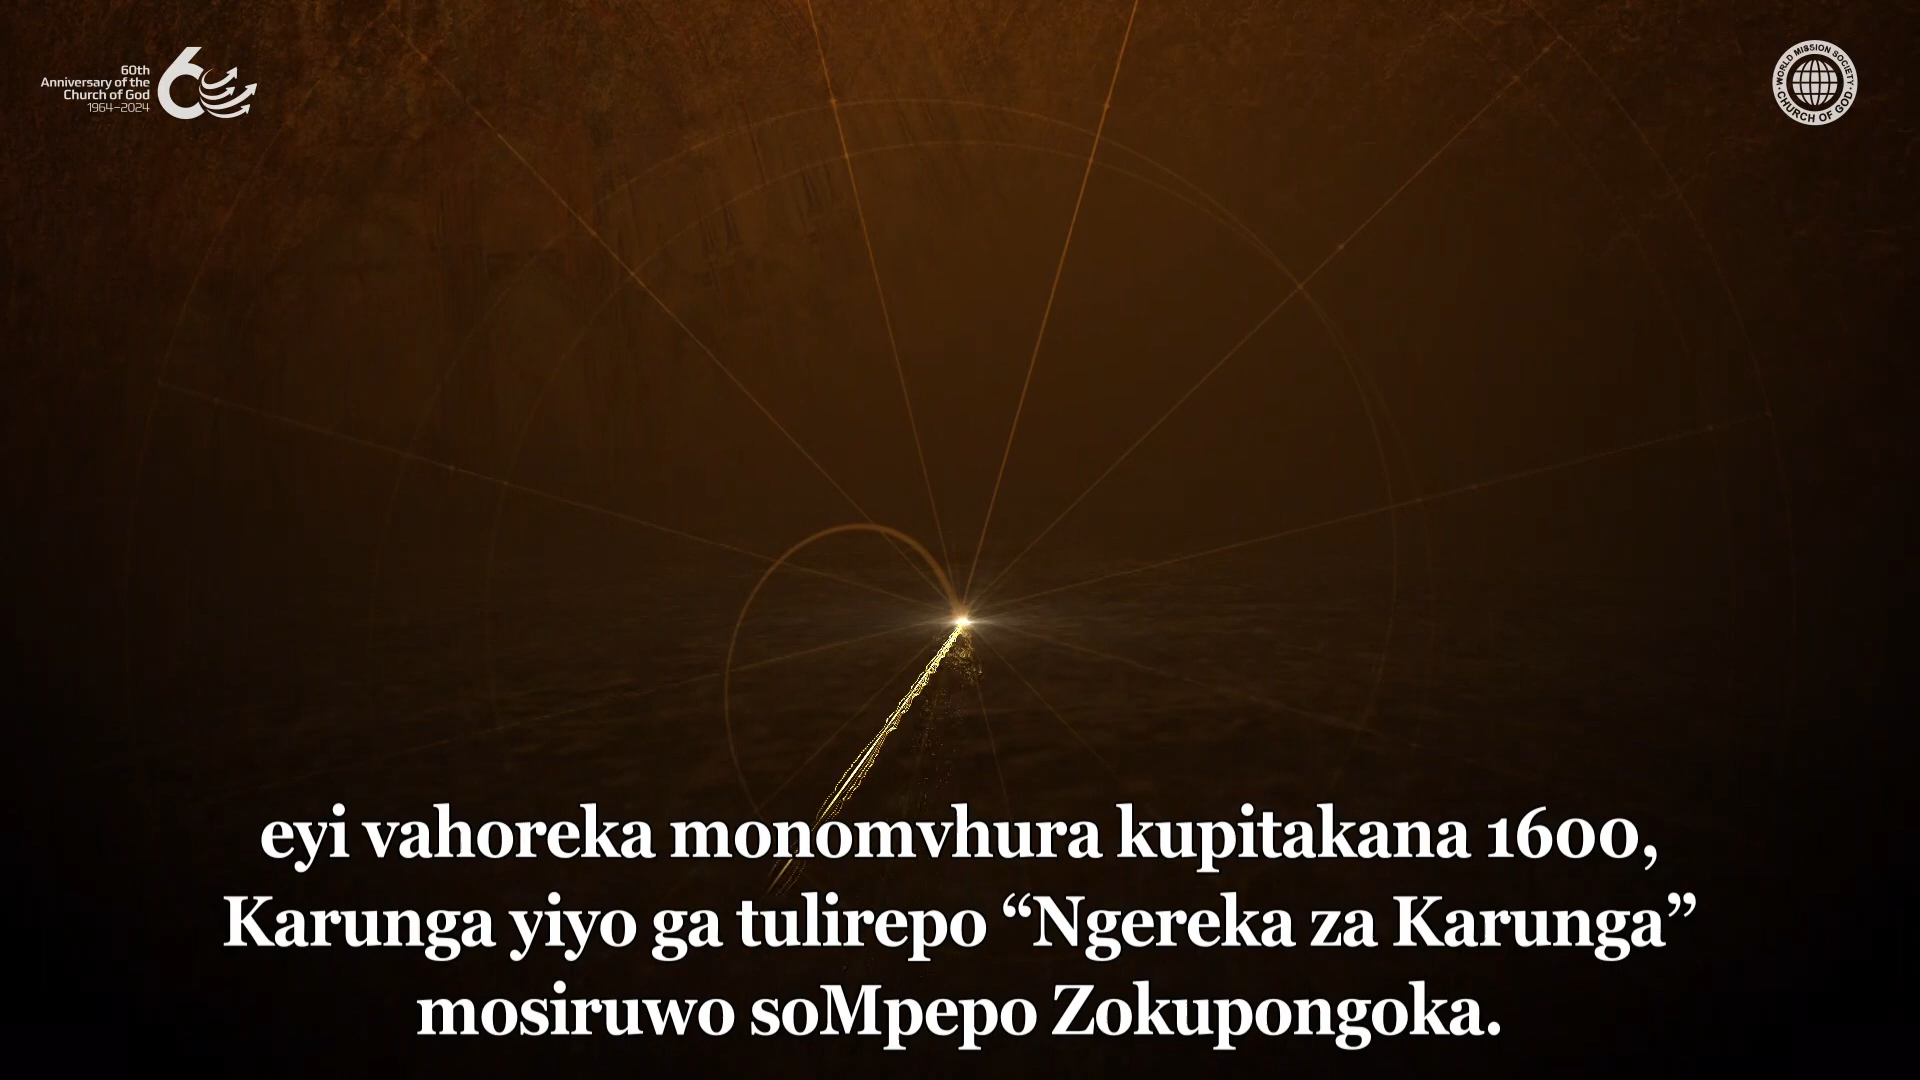 60th
Anniversary of the
Church of God
1964–2024
60
WORLD MISSION SOCIETY
CHURCH OF GOD
eyi vahoreka monomvhura kupitakana 1600,
Karunga yiyo ga tulirepo “Ngereka za Karunga”
mosiruwo soMpepo Zokupongoka.